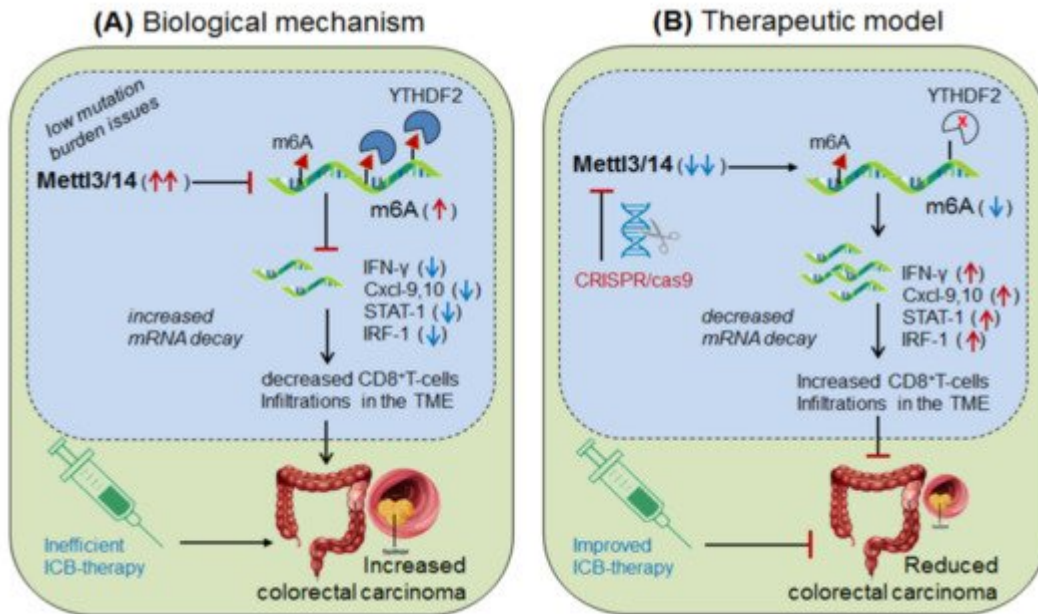 (A) Biological mechanism
low mutation
burden issues
YTHDF2
m6A
Mettl3/14 (↑↑)
m6A (↑)
IFN-γ (↓)
Cxcl-9,10 (↓)
STAT-1 (↓)
IRF-1 (↓)
increased
mRNA decay
decreased CD8⁺T-cells
Infiltrations in the TME
Inefficient
ICB-therapy
Increased
colorectal carcinoma
(B) Therapeutic model
YTHDF2
X
m6A
Mettl3/14 (↓↓)
m6A (↓)
CRISPR/cas9
IFN-γ (↑)
Cxcl-9,10 (↑)
STAT-1 (↑)
IRF-1 (↑)
decreased
mRNA decay
Increased CD8⁺T-cells
Infiltrations in the TME
Improved
ICB-therapy
Reduced
colorectal carcinoma